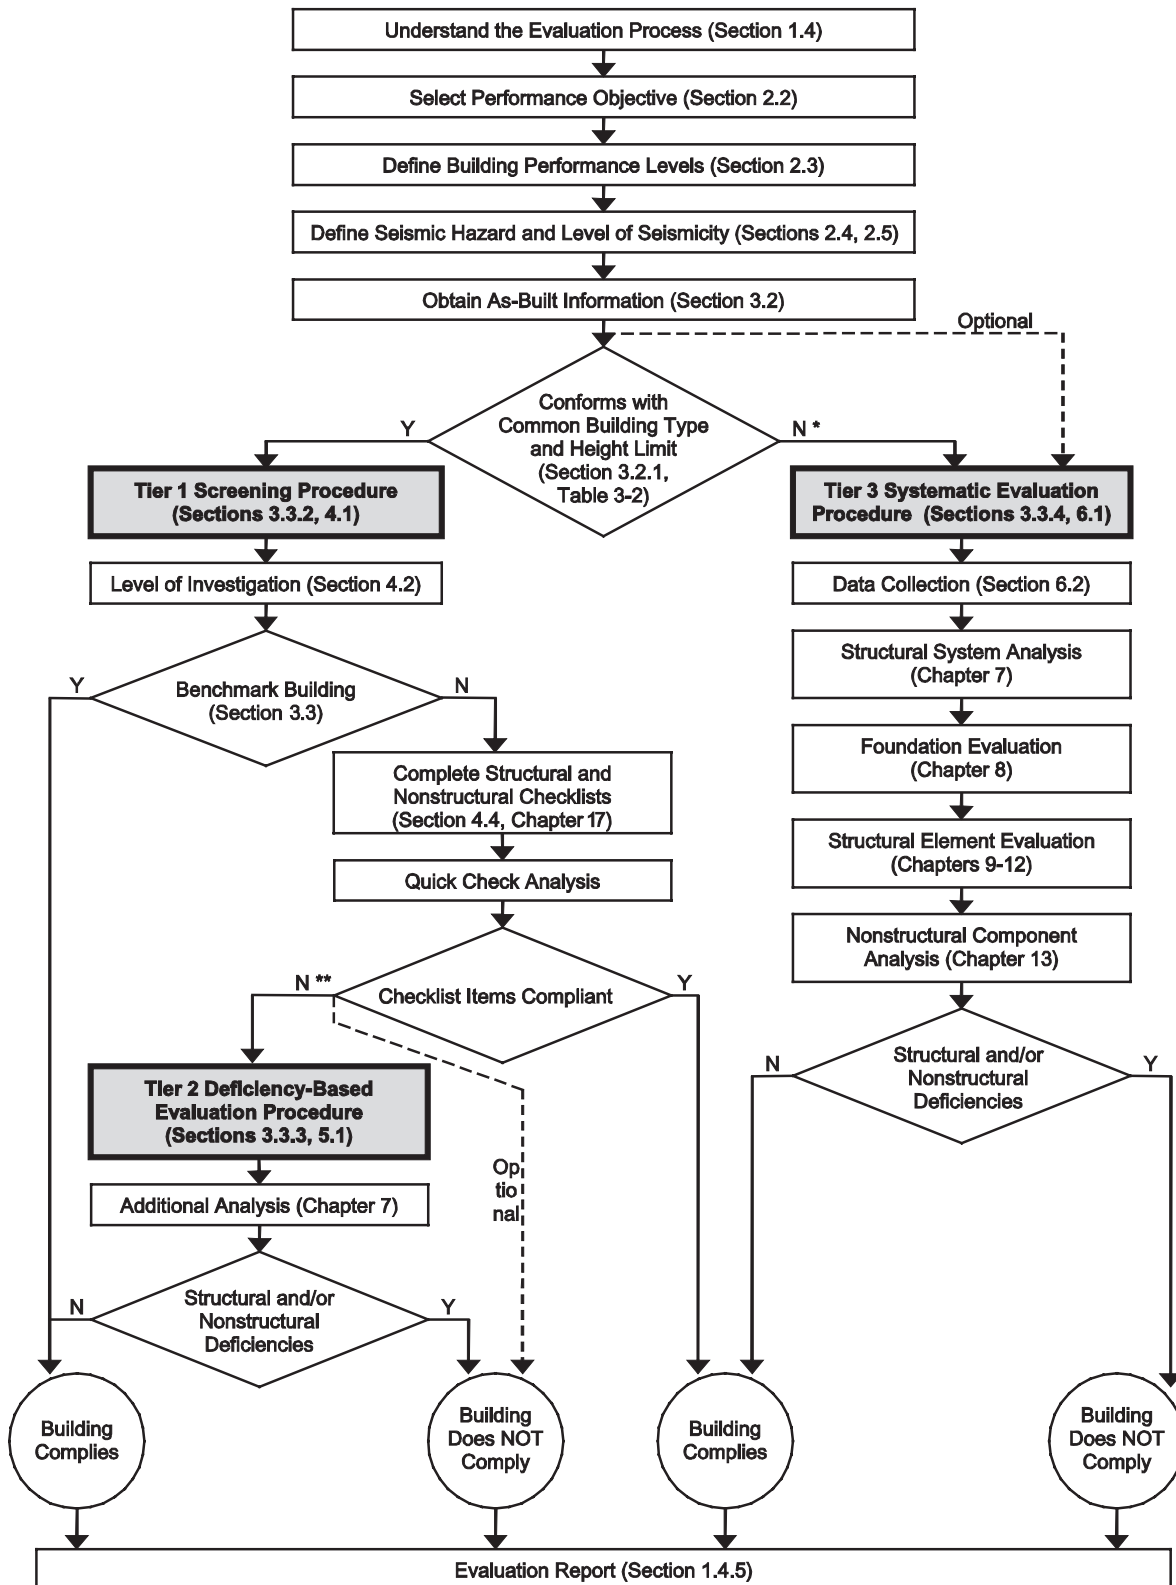 Understand the Evaluation Process (Section 1.4)
Select Performance Objective (Section 2.2)
Define Building Performance Levels (Section 2.3)
Define Seismic Hazard and Level of Seismicity (Sections 2.4, 2.5)
Obtain As-Built Information (Section 3.2)
Optional
Conforms with
Common Building Type
and Height Limit
(Section 3.2.1,
Table 3-2)
Y
N *
Tier 1 Screening Procedure
(Sections 3.3.2, 4.1)
Tier 3 Systematic Evaluation
Procedure (Sections 3.3.4, 6.1)
Level of Investigation (Section 4.2)
Data Collection (Section 6.2)
Y
Benchmark Building
(Section 3.3)
N
Structural System Analysis
(Chapter 7)
Complete Structural and
Nonstructural Checklists
(Section 4.4, Chapter 17)
Foundation Evaluation
(Chapter 8)
Quick Check Analysis
Structural Element Evaluation
(Chapters 9-12)
Nonstructural Component
Analysis (Chapter 13)
N **
Checklist Items Compliant
Y
N
Structural and/or
Nonstructural
Deficiencies
Y
Tier 2 Deficiency-Based
Evaluation Procedure
(Sections 3.3.3, 5.1)
Op
tio
nal
Additional Analysis (Chapter 7)
N
Structural and/or
Nonstructural
Deficiencies
Y
Building
Complies
Building
Does NOT
Comply
Building
Complies
Building
Does NOT
Comply
Evaluation Report (Section 1.4.5)